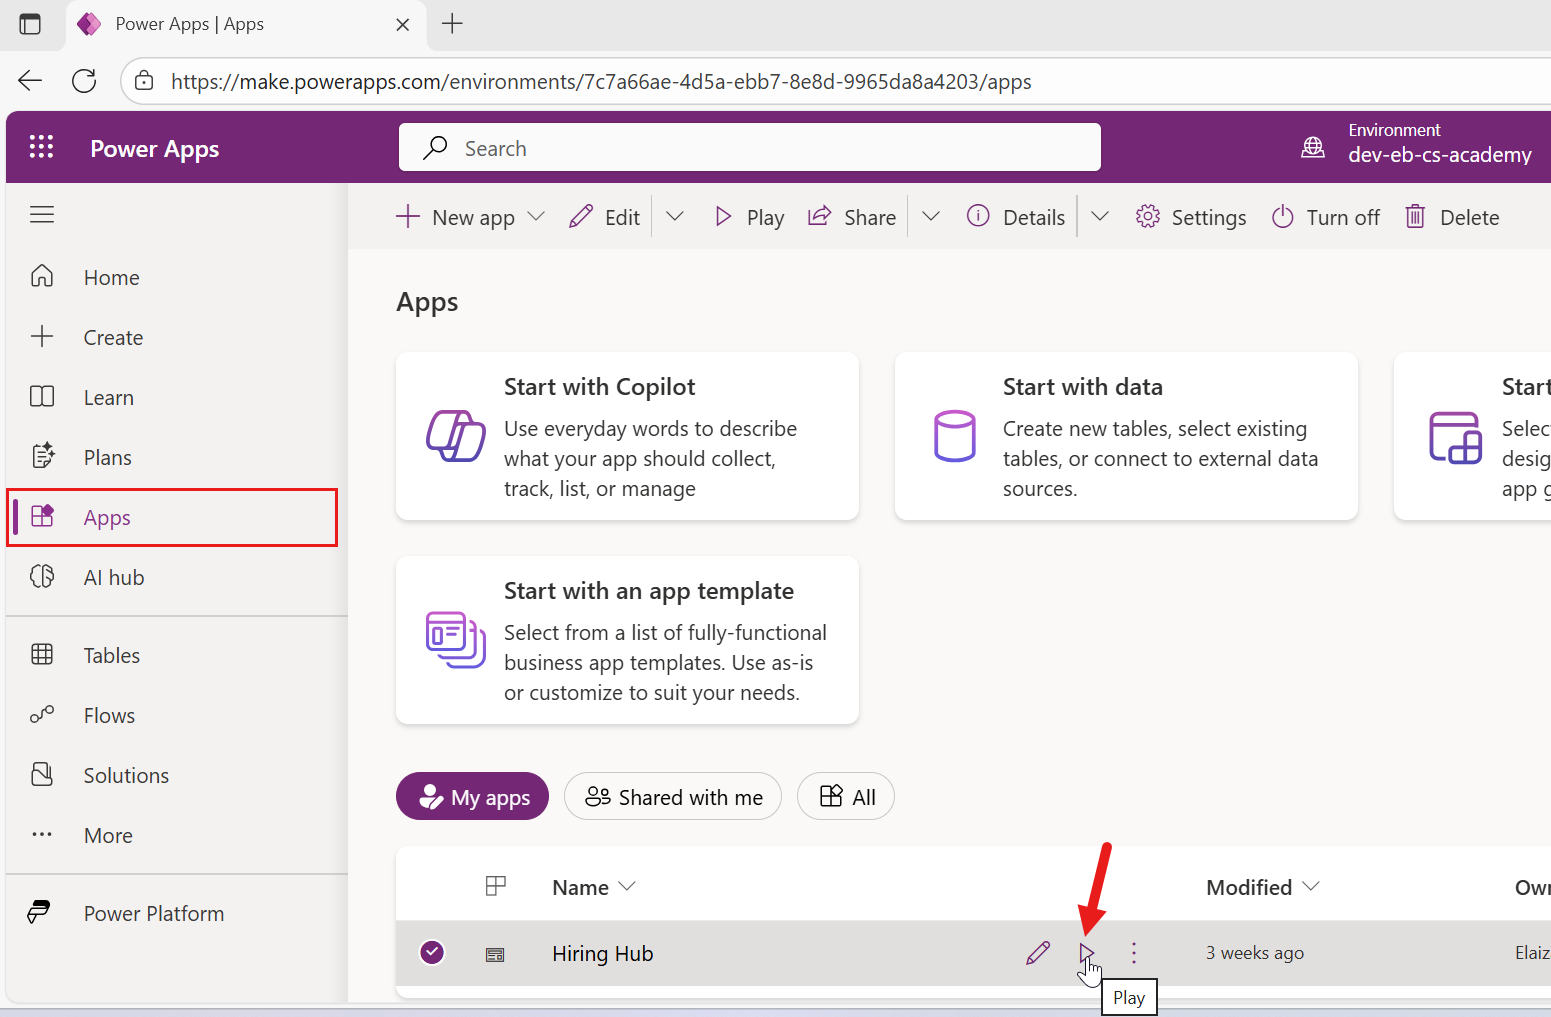 Power Apps | Apps
https://make.powerapps.com/environments/7c7a66ae-4d5a-ebb7-8e8d-9965da8a4203/apps
Power Apps
Search
Environment
dev-eb-cs-academy
New app
Edit
Play
Share
Details
Settings
Turn off
Delete
Home
Create
Learn
Plans
Apps
AI hub
Tables
Flows
Solutions
More
Power Platform
Apps
Start with Copilot
Use everyday words to describe
what your app should collect,
track, list, or manage
Start with data
Create new tables, select existing
tables, or connect to external data
sources.
Start
Selec
desig
app g
Start with an app template
Select from a list of fully-functional
business app templates. Use as-is
or customize to suit your needs.
My apps
Shared with me
All
Name
Modified
Own
Hiring Hub
3 weeks ago
Elaiz
Play